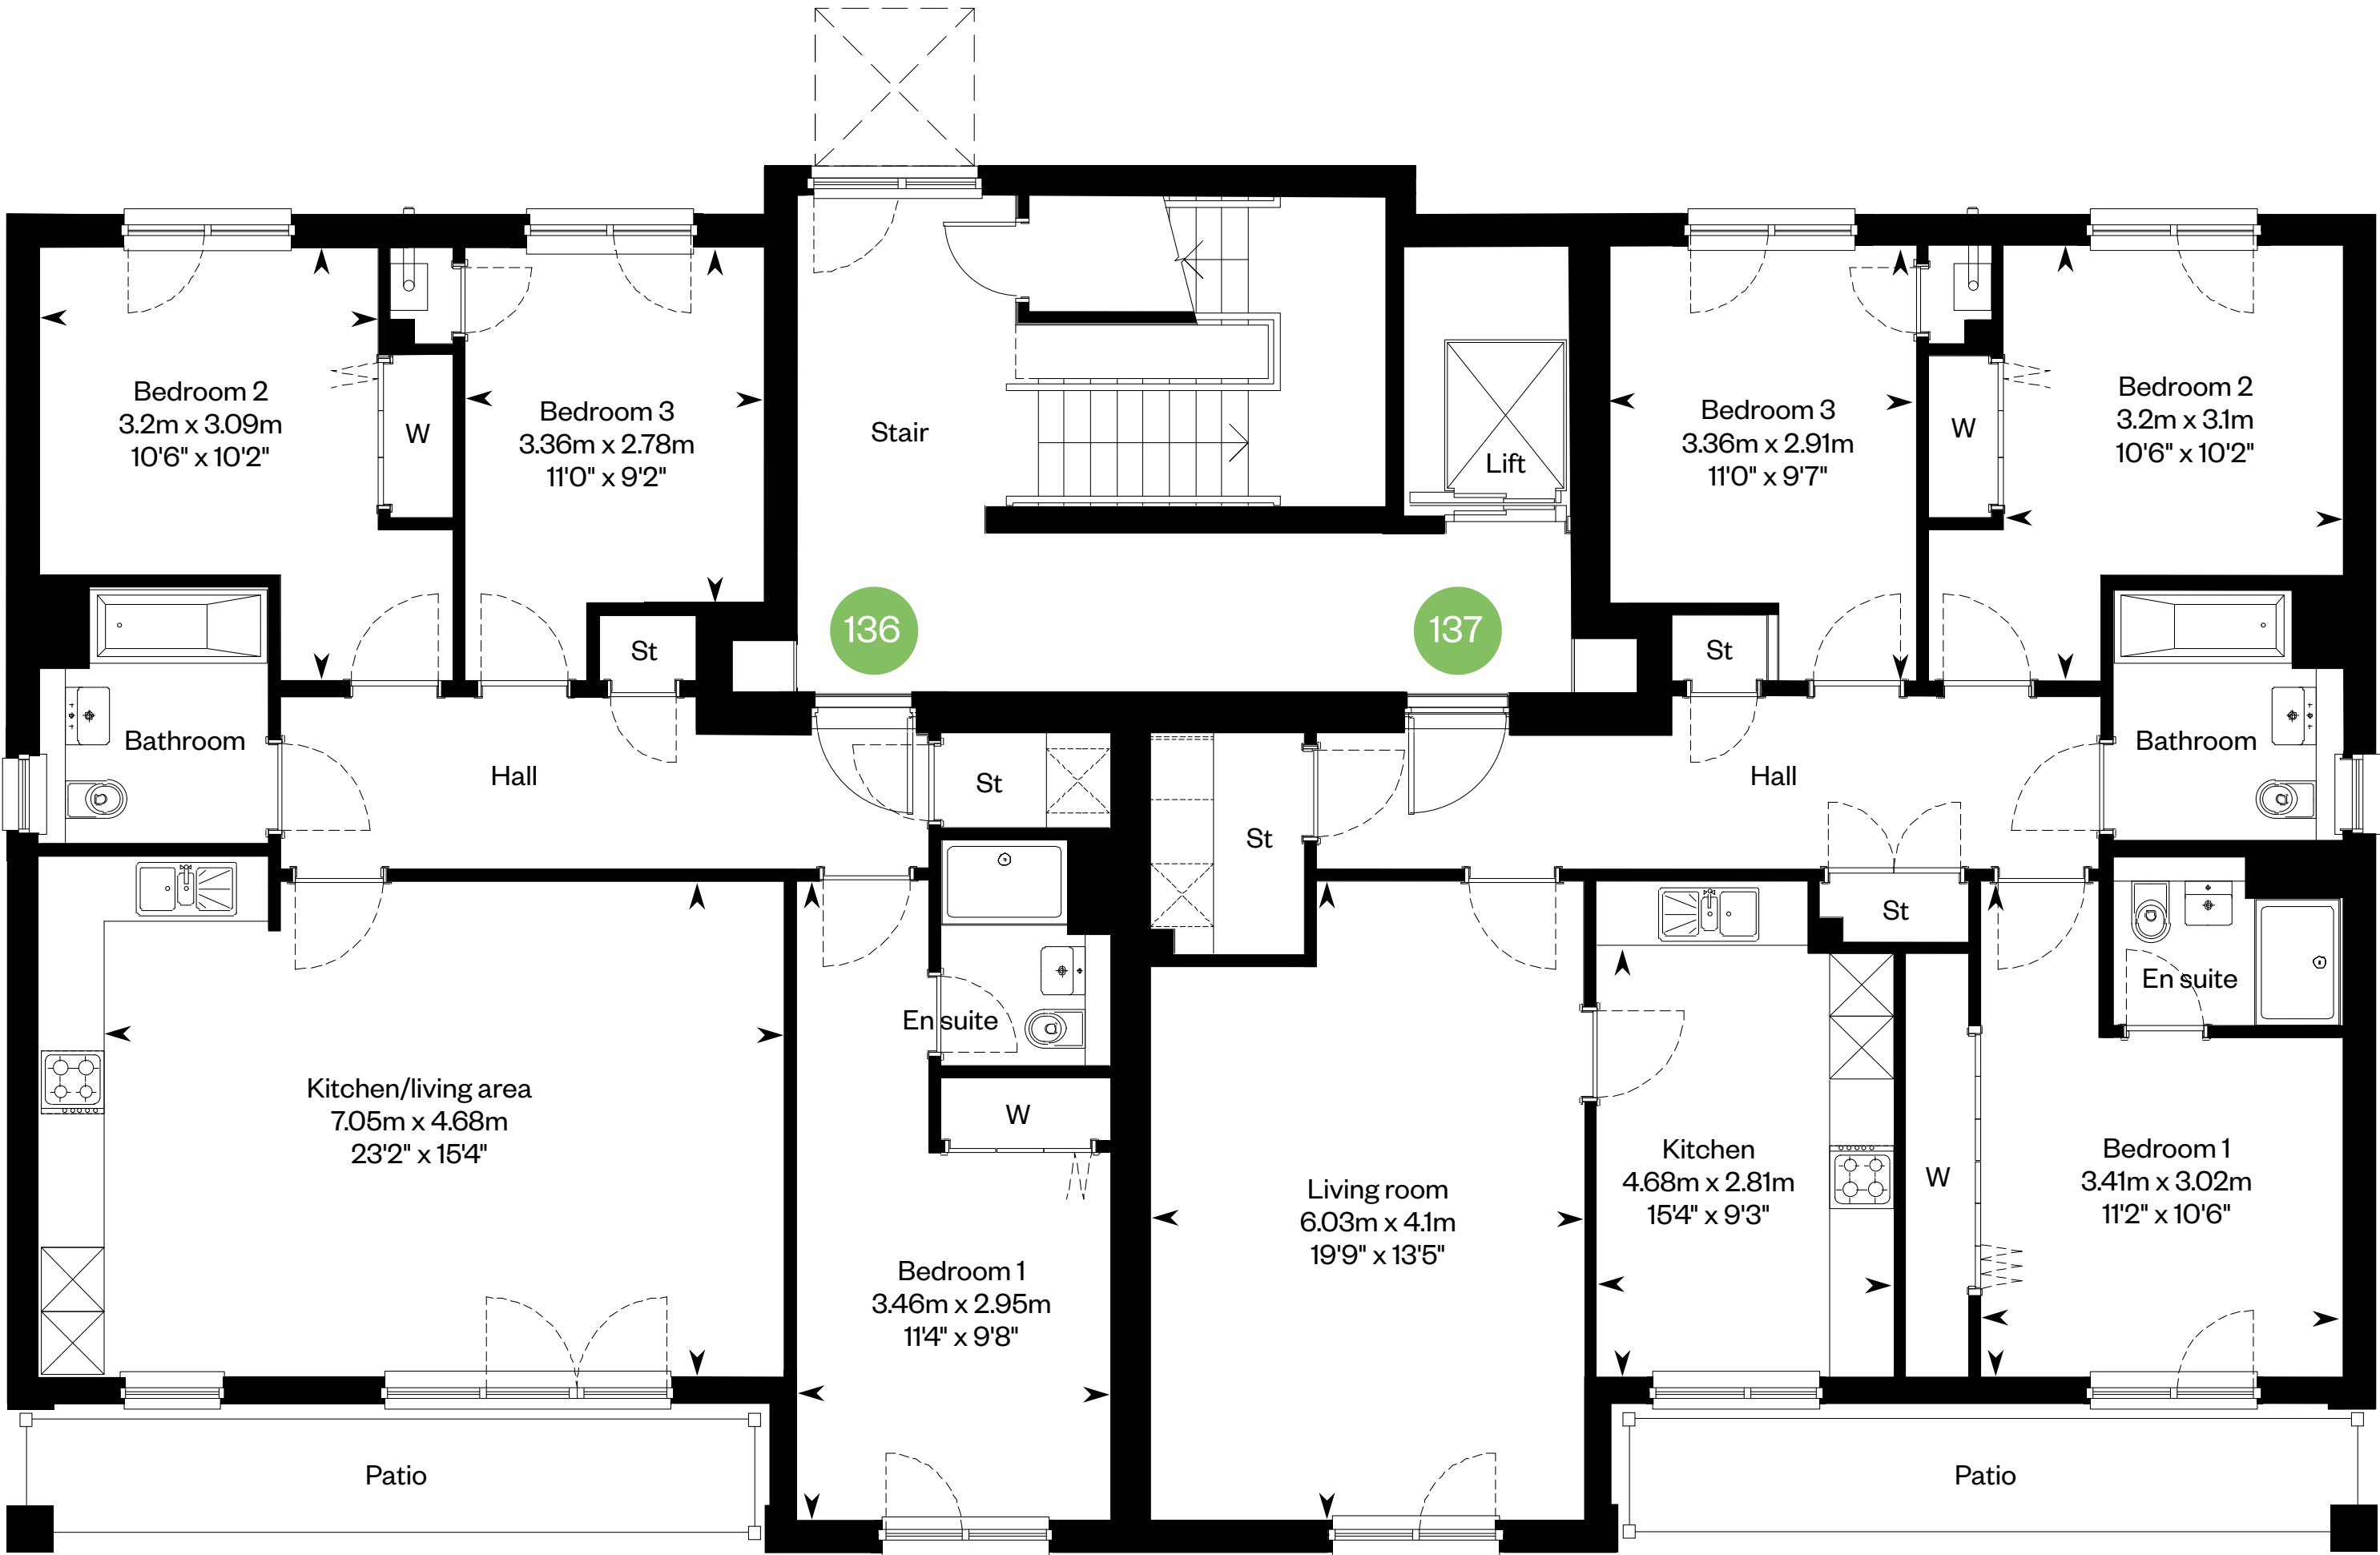 Bedroom 2
3.2m x 3.09m
10'6" x 10'2"
W
Bedroom 3
3.36m x 2.78m
11'0" x 9'2"
Stair
Lift
Bedroom 3
3.36m x 2.91m
11'0" x 9'7"
W
Bedroom 2
3.2m x 3.1m
10'6" x 10'2"
136
137
St
St
Bathroom
Hall
St
St
Hall
Bathroom
St
En suite
En suite
Kitchen/living area
7.05m x 4.68m
23'2" x 15'4"
W
Living room
6.03m x 4.1m
19'9" x 13'5"
Kitchen
4.68m x 2.81m
15'4" x 9'3"
W
Bedroom 1
3.41m x 3.02m
11'2" x 10'6"
Bedroom 1
3.46m x 2.95m
11'4" x 9'8"
Patio
Patio